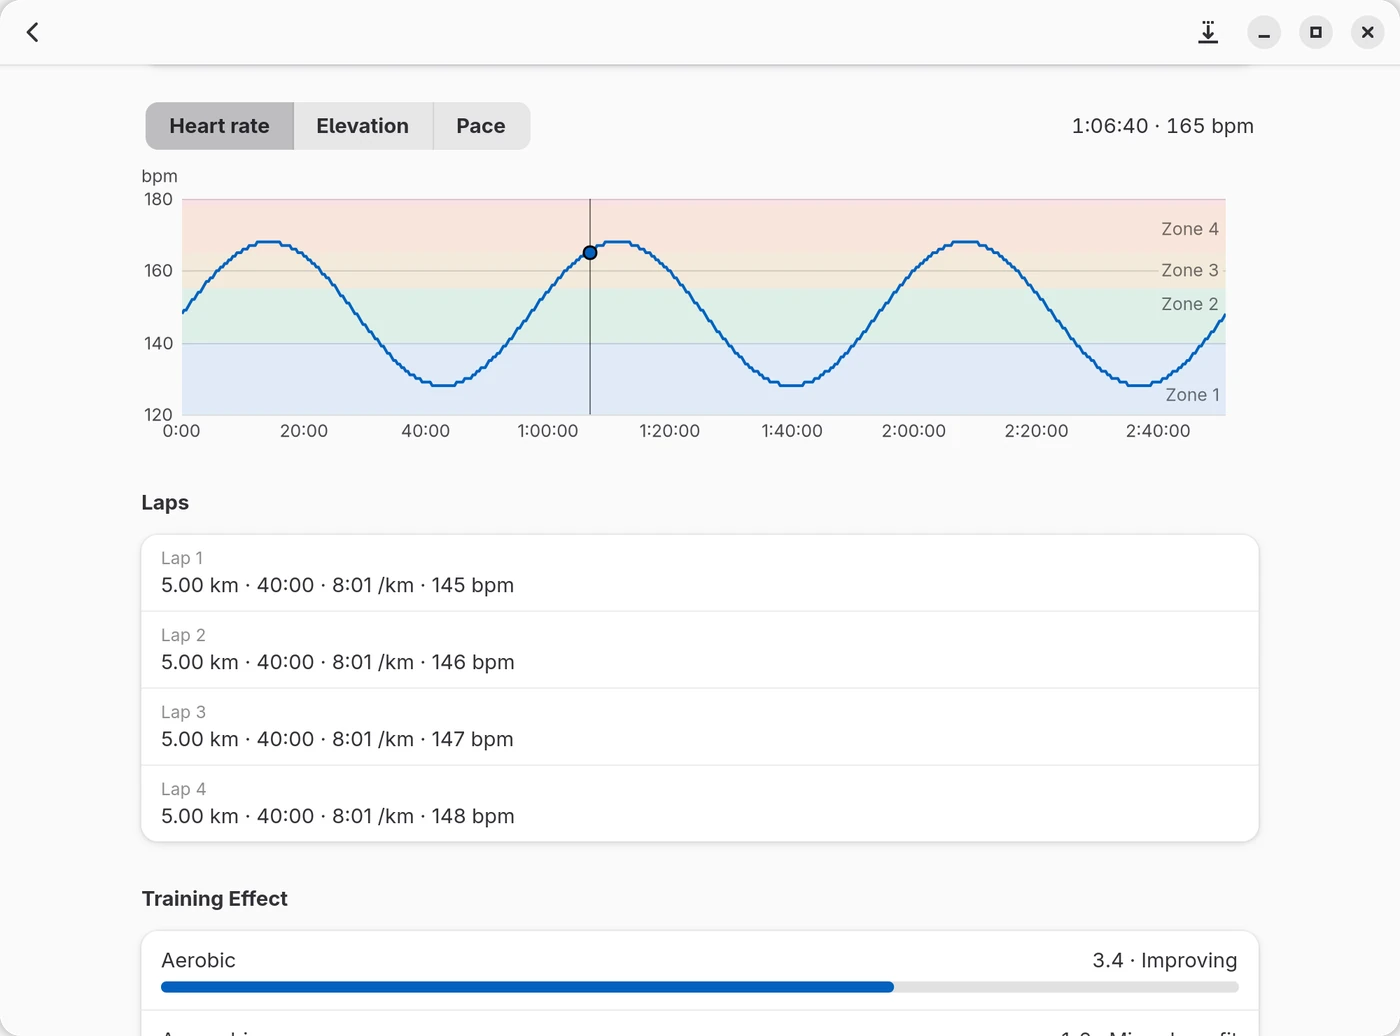 Heart rate Elevation Pace 1:06:40 · 165 bpm
bpm
180
Zone 4
160 Zone 3
Zone 2
140
Zone 1
120
0:00 20:00 40:00 1:00:00 1:20:00 1:40:00 2:00:00 2:20:00 2:40:00
Laps
Lap 1
5.00 km · 40:00 · 8:01 /km · 145 bpm
Lap 2
5.00 km · 40:00 · 8:01 /km · 146 bpm
Lap 3
5.00 km · 40:00 · 8:01 /km · 147 bpm
Lap 4
5.00 km · 40:00 · 8:01 /km · 148 bpm
Training Effect
Aerobic 3.4 · Improving